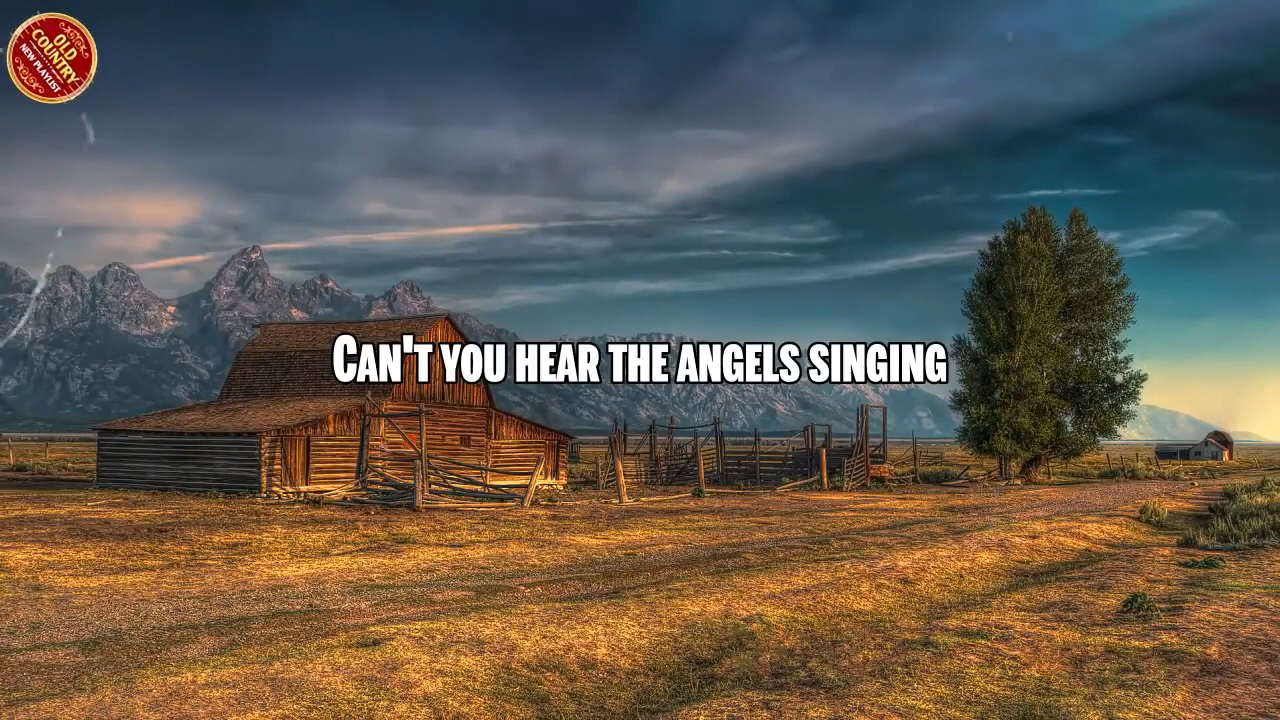 OLD
COUNTRY
NEW PLAYLIST
CAN'T YOU HEAR THE ANGELS SINGING